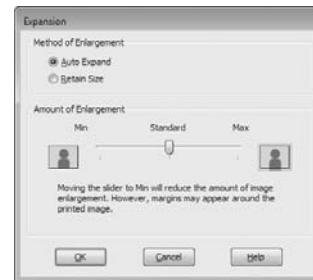 Expansion
Method of Enlargement
Auto Expand
Retain Size
Amount of Enlargement
Min Standard Max
Moving the slider to Min will reduce the amount of image
enlargement. However, margins may appear around the
printed image.
OK Cancel Help